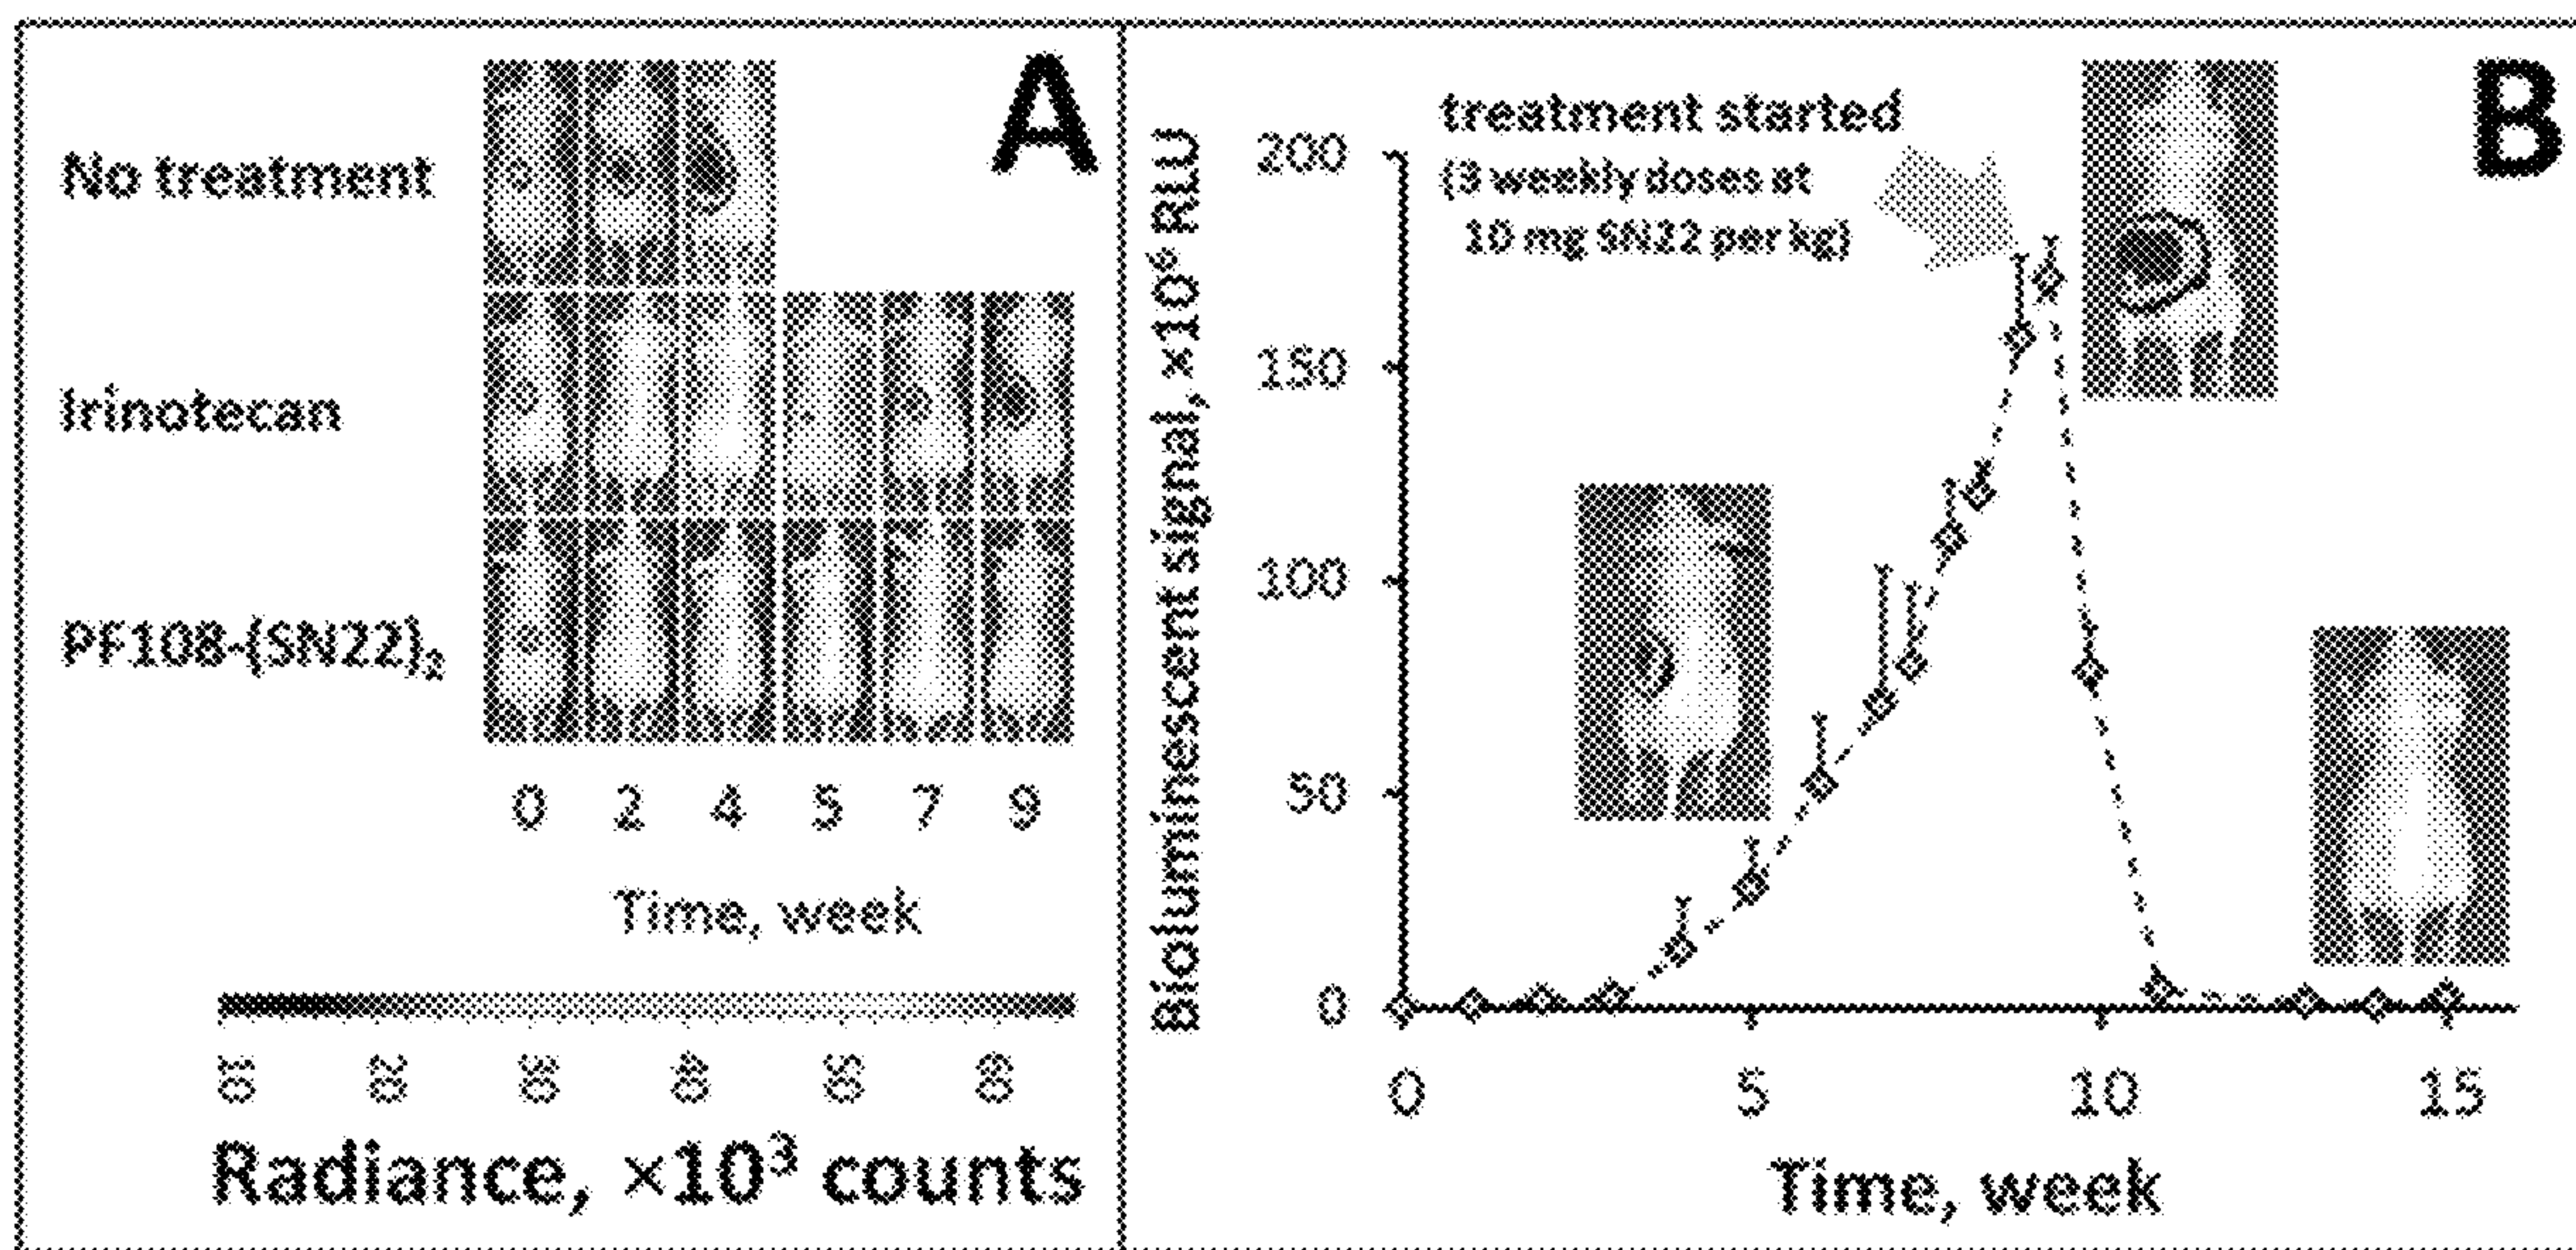 A
No treatment
Irinotecan
PF108-(SN22)₂
0 2 4 5 7 9
Time, week
Radiance, ×10³ counts
B
treatment started
(3 weekly doses at
10 mg SN22 per kg)
Bioluminescent signal, ×10⁶ RLU
200
150
100
50
0
0 5 10 15
Time, week